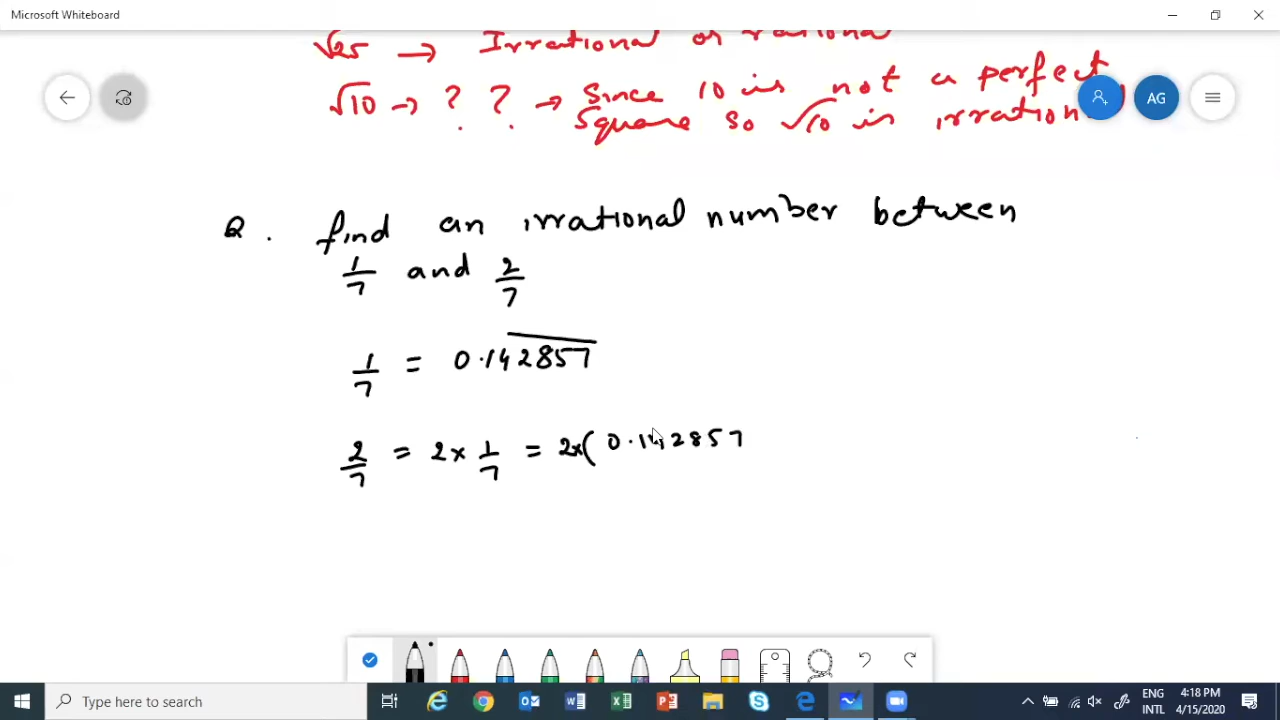 Microsoft Whiteboard
√25 → Irrational or rational
√10 → ? ? → Since 10 is not a perfect
Square so √10 is irration
AG
Q. find an irrational number between
1/7 and 2/7
1/7 = 0.142857
2/7 = 2 × 1/7 = 2×( 0.142857
Type here to search
ENG
INTL
4:18 PM
4/15/2020